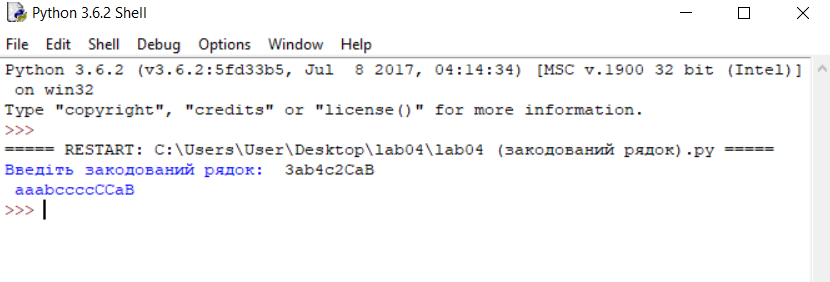 Python 3.6.2 Shell
File Edit Shell Debug Options Window Help
Python 3.6.2 (v3.6.2:5fd33b5, Jul  8 2017, 04:14:34) [MSC v.1900 32 bit (Intel)]
 on win32
Type "copyright", "credits" or "license()" for more information.
>>>
===== RESTART: C:\Users\User\Desktop\lab04\lab04 (закодований рядок).py =====
Введіть закодований рядок:  3ab4c2CaB
 aaabccccCCaB
>>>